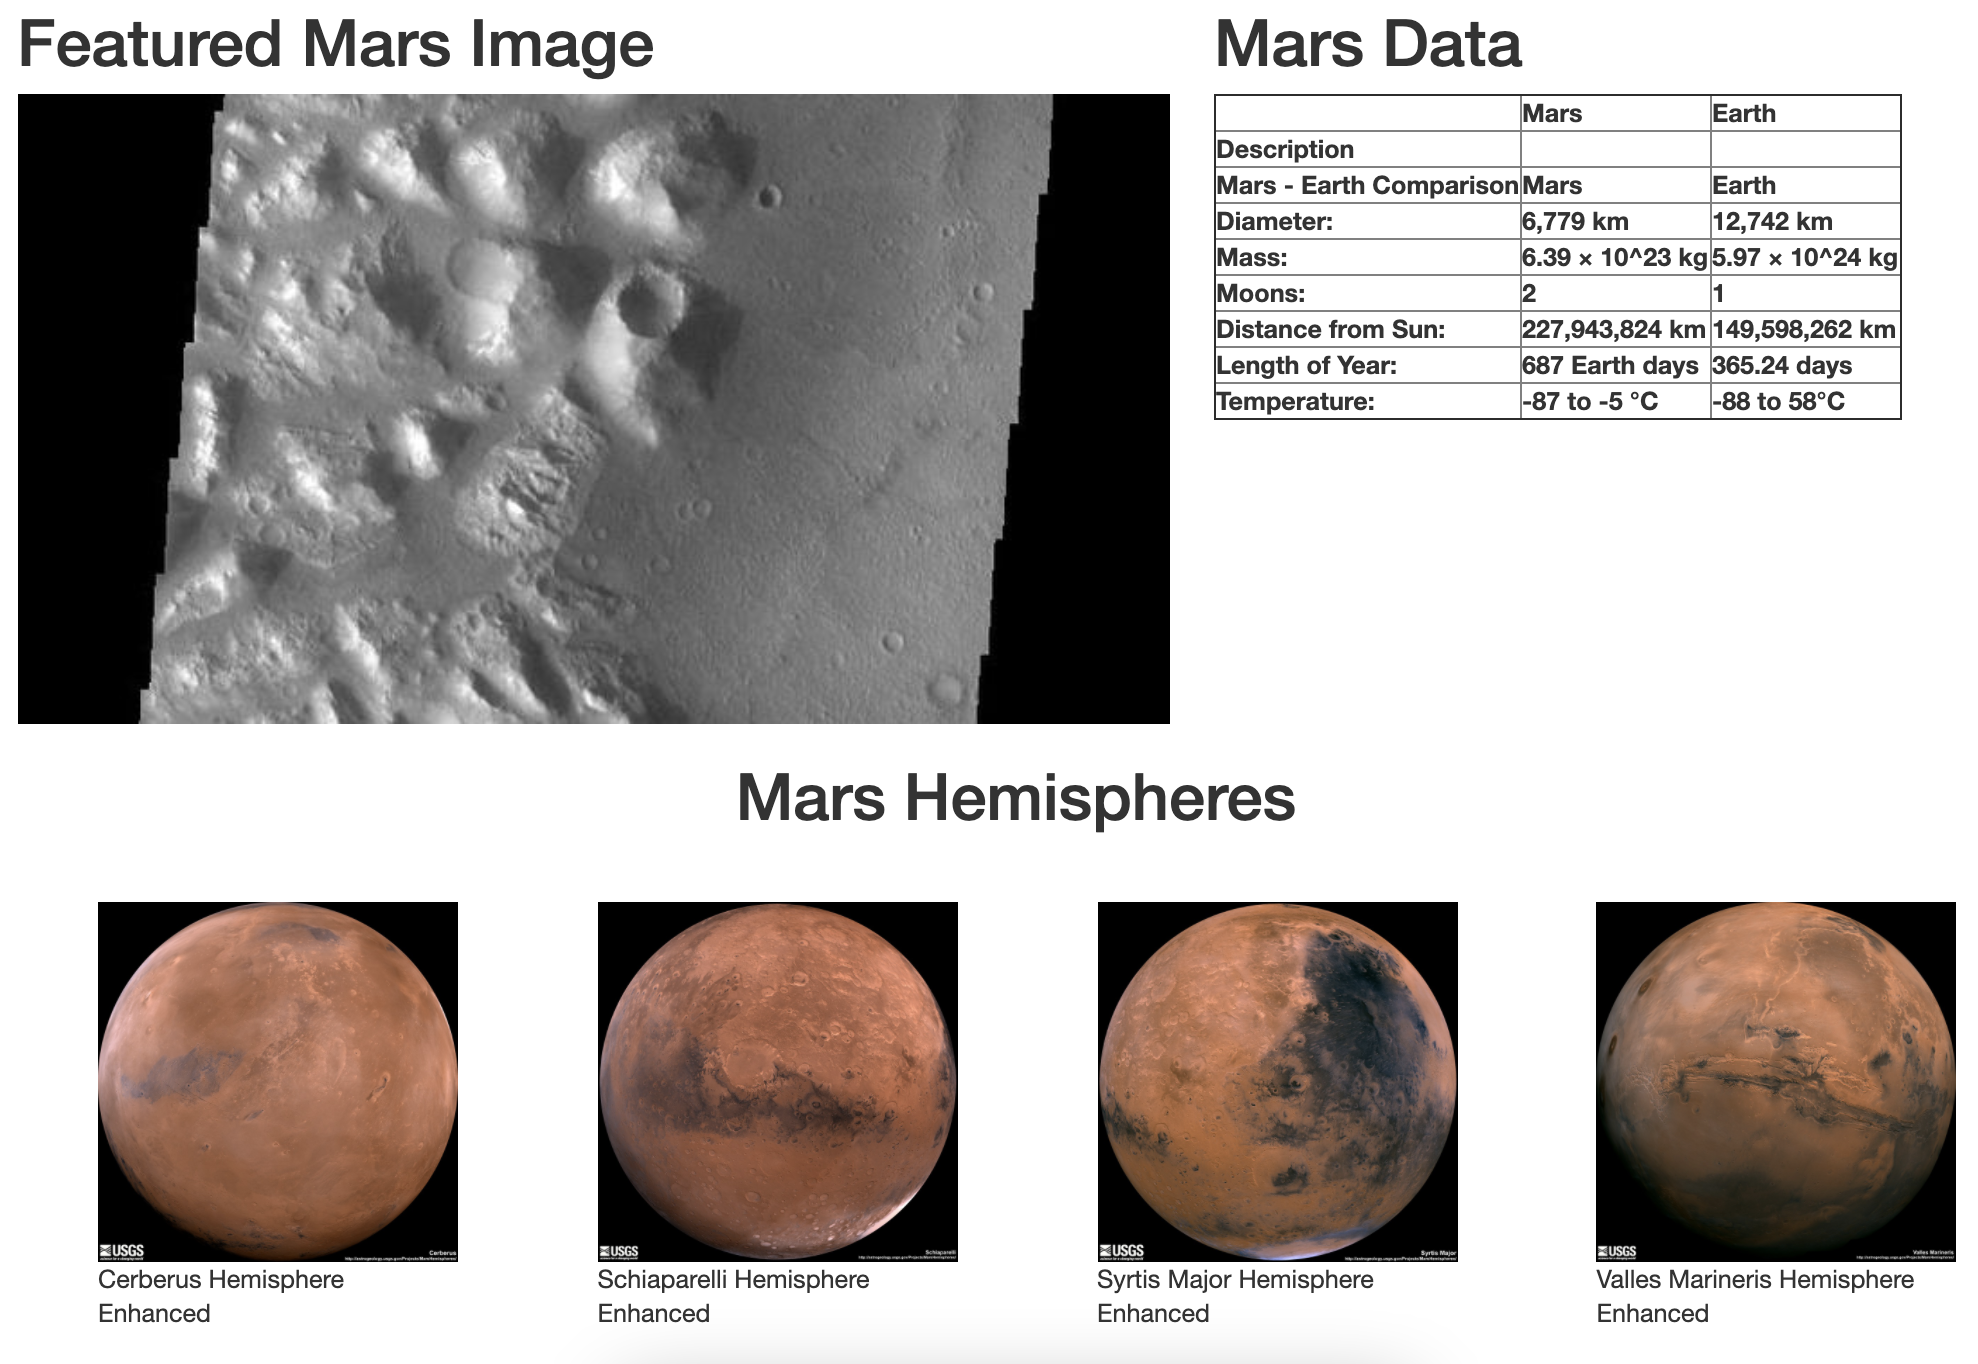 Featured Mars Image
Mars Data
Mars Earth
Description
Mars - Earth Comparison Mars Earth
Diameter: 6,779 km 12,742 km
Mass: 6.39 × 10^23 kg 5.97 × 10^24 kg
Moons: 2 1
Distance from Sun: 227,943,824 km 149,598,262 km
Length of Year: 687 Earth days 365.24 days
Temperature: -87 to -5 °C -88 to 58°C
Mars Hemispheres
USGS
Cerberus
USGS
Schiaparelli
USGS
Syrtis Major
USGS
Valles Marineris
Cerberus Hemisphere
Enhanced
Schiaparelli Hemisphere
Enhanced
Syrtis Major Hemisphere
Enhanced
Valles Marineris Hemisphere
Enhanced